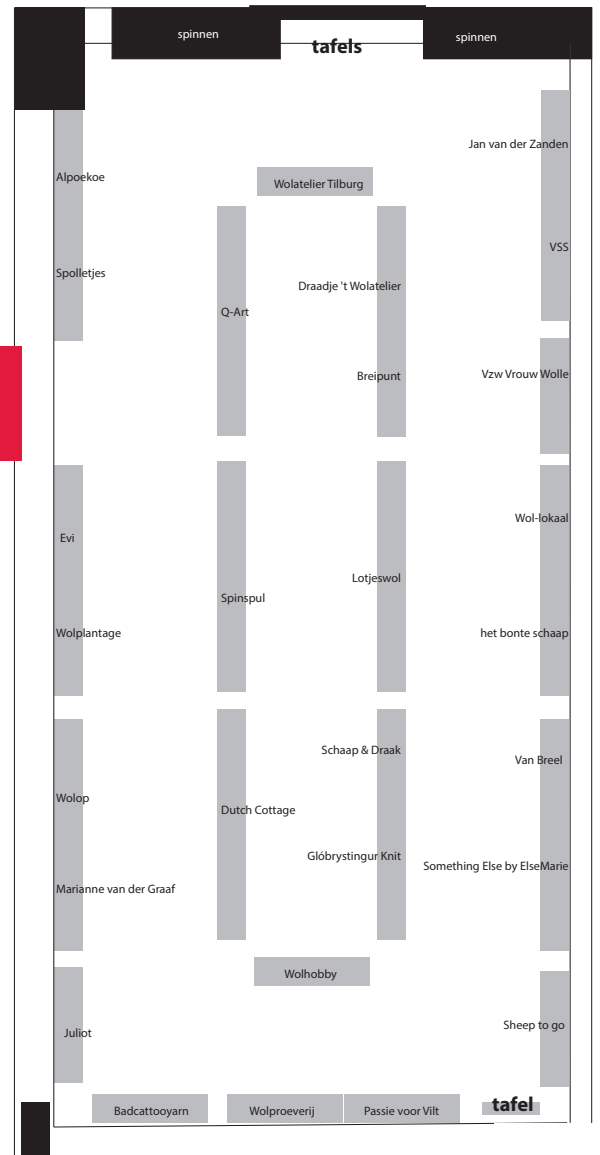 spinnen
tafels
spinnen
Jan van der Zanden
Alpoekoe
Wolatelier Tilburg
VSS
Spolletjes
Draadje 't Wolatelier
Q-Art
Breipunt
Vzw Vrouw Wolle
Wol-lokaal
Evi
Lotjeswol
Spinspul
Wolplantage
het bonte schaap
Schaap & Draak
Van Breel
Wolop
Dutch Cottage
Glóbrystingur Knit
Something Else by ElseMarie
Marianne van der Graaf
Wolhobby
Sheep to go
Juliot
Badcattooyarn
Wolproeverij
Passie voor Vilt
tafel